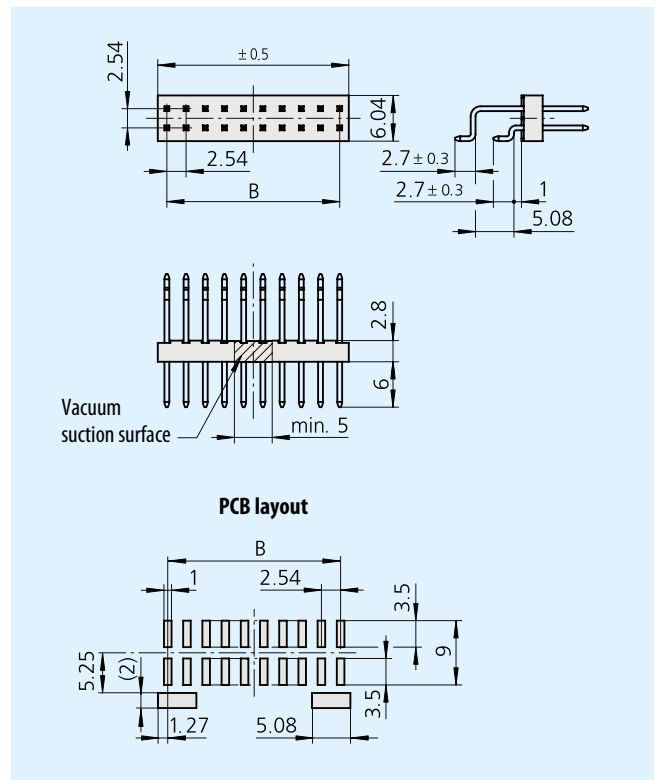 ± 0.5
2.54
6.04
2.54
B
2.7 ± 0.3
2.7 ± 0.3
1
5.08
2.8
6
Vacuum
suction surface
min. 5
PCB layout
B
1
2.54
3.5
9
5.25
(2)
3.5
1.27
5.08